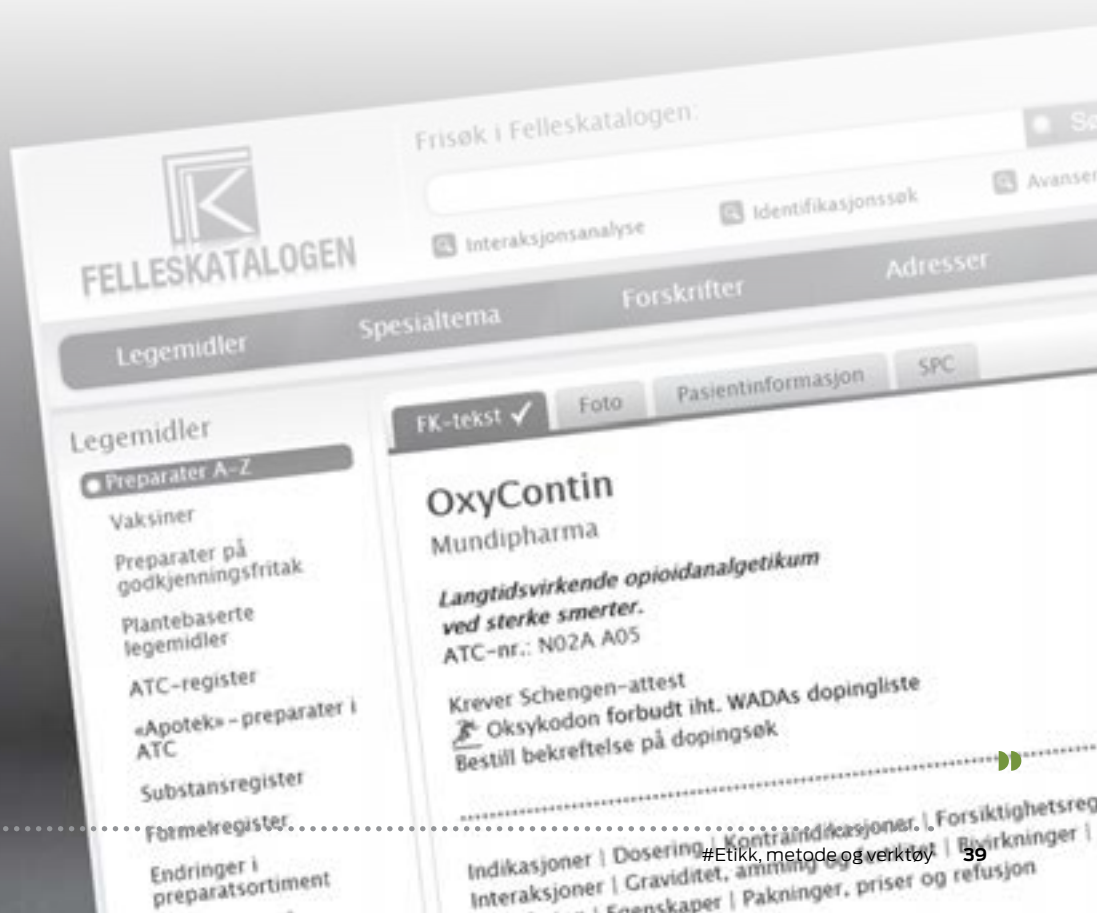 Frisøk i Felleskatalogen:
FELLESKATALOGEN
Interaksjonsanalyse
Identifikasjonssøk
Legemidler
Spesialtema
Forskrifter
Adresser
FK-tekst
Foto
Pasientinformasjon
SPC
Legemidler
Preparater A-Z
Vaksiner
Preparater på
godkjenningsfritak
Plantebaserte
legemidler
ATC-register
«Apotek» – preparater i
ATC
Substansregister
Formelregister
Endringer i
preparatsortiment
OxyContin
Mundipharma
Langtidsvirkende opioidanalgetikum
ved sterke smerter.
ATC-nr.: N02A A05
Krever Schengen-attest
Oksykodon forbudt iht. WADAs dopingliste
Bestill bekreftelse på dopingsøk
Indikasjoner | Dosering | Kontraindikasjoner |
Interaksjoner | Graviditet, amming og | Bivirkninger |
Egenskaper | Pakninger, priser og refusjon
#Etikk, metode og verktøy 39